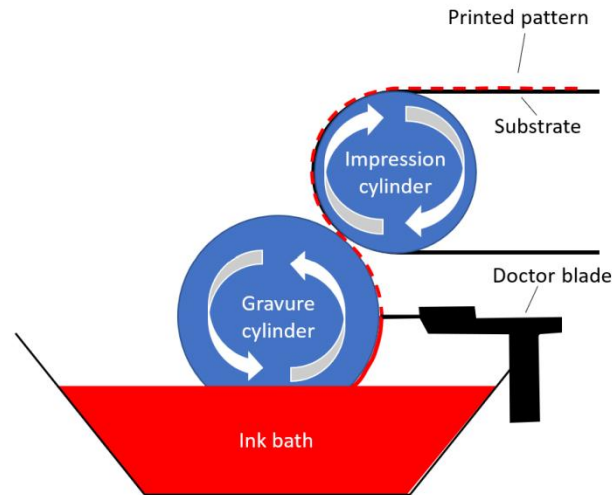 Printed pattern
Substrate
Impression
cylinder
Doctor blade
Gravure
cylinder
Ink bath